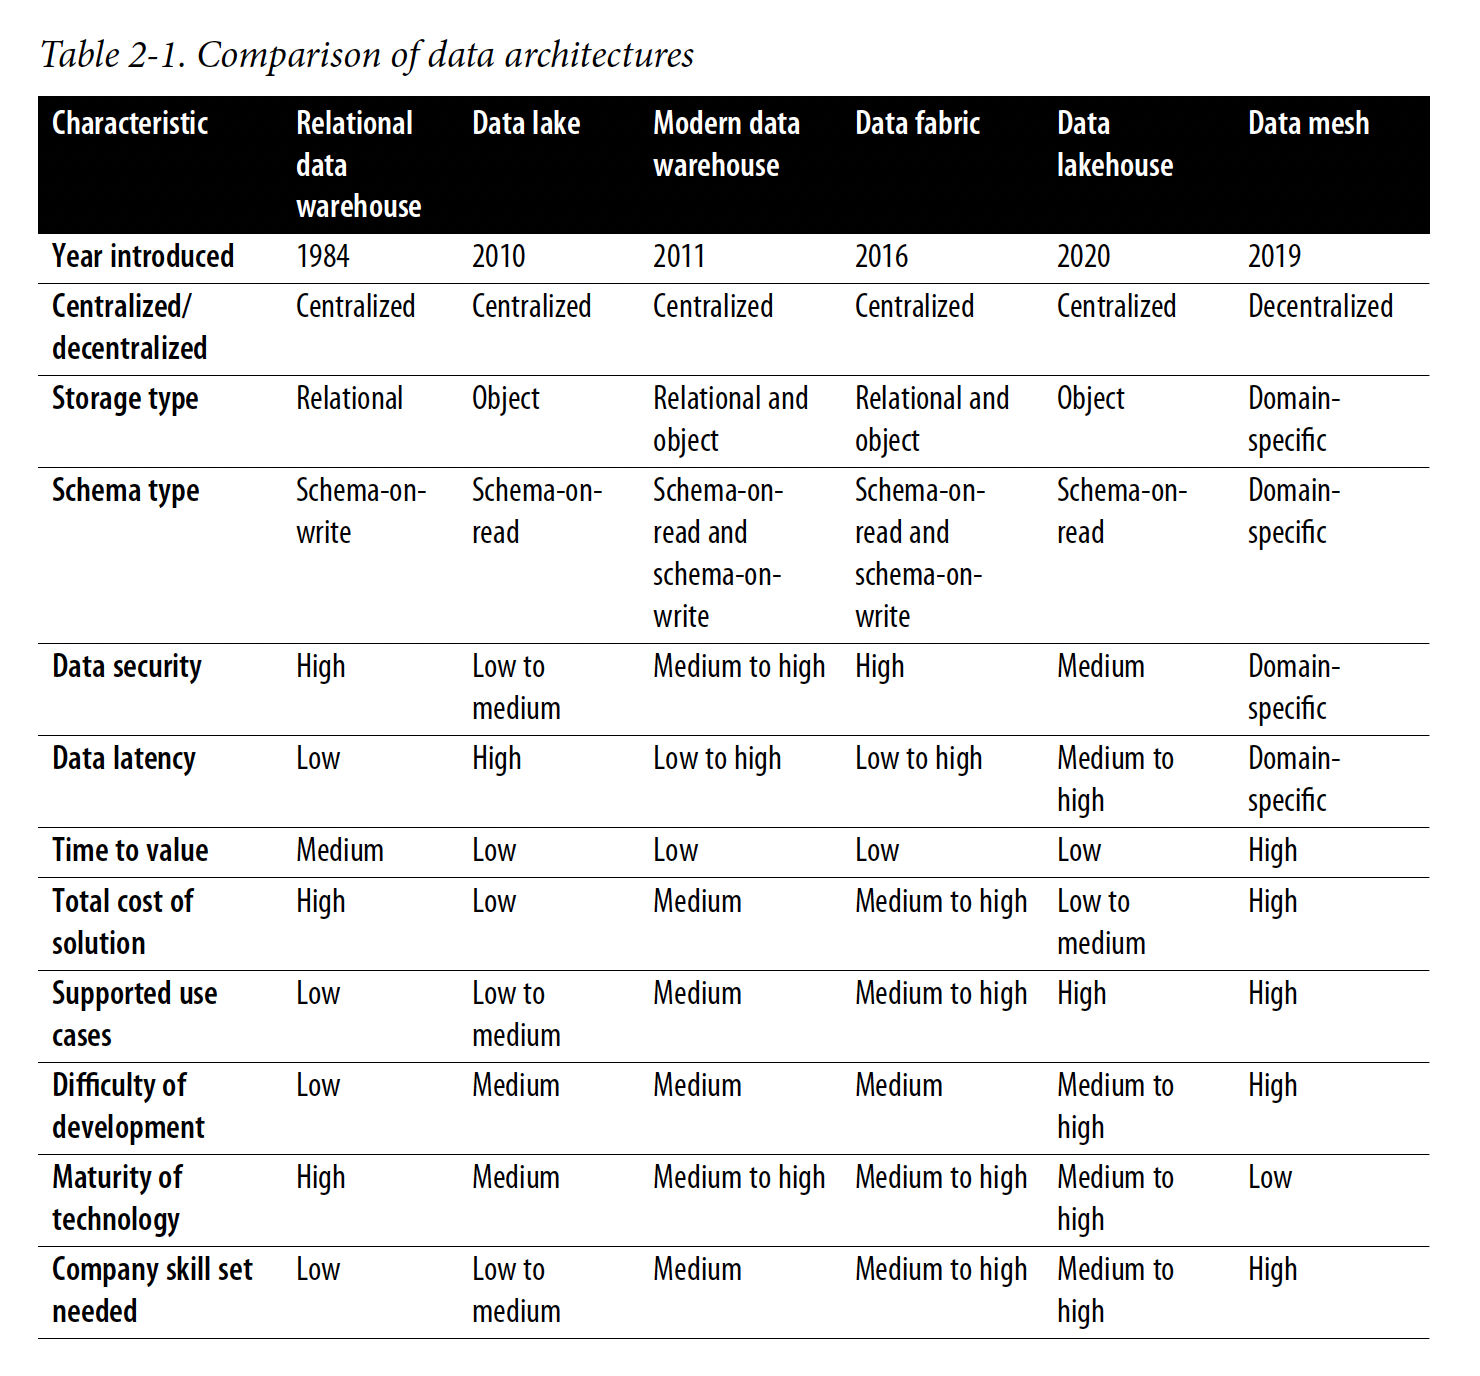 Table 2-1. Comparison of data architectures
Characteristic Relational data warehouse Data lake Modern data warehouse Data fabric Data lakehouse Data mesh
Year introduced 1984 2010 2011 2016 2020 2019
Centralized/decentralized Centralized Centralized Centralized Centralized Centralized Decentralized
Storage type Relational Object Relational and object Relational and object Object Domain-specific
Schema type Schema-on-write Schema-on-read Schema-on-read and schema-on-write Schema-on-read and schema-on-write Schema-on-read Domain-specific
Data security High Low to medium Medium to high High Medium Domain-specific
Data latency Low High Low to high Low to high Medium to high Domain-specific
Time to value Medium Low Low Low Low High
Total cost of solution High Low Medium Medium to high Low to medium High
Supported use cases Low Low to medium Medium Medium to high High High
Difficulty of development Low Medium Medium Medium Medium to high High
Maturity of technology High Medium Medium to high Medium to high Medium to high Low
Company skill set needed Low Low to medium Medium Medium to high Medium to high High